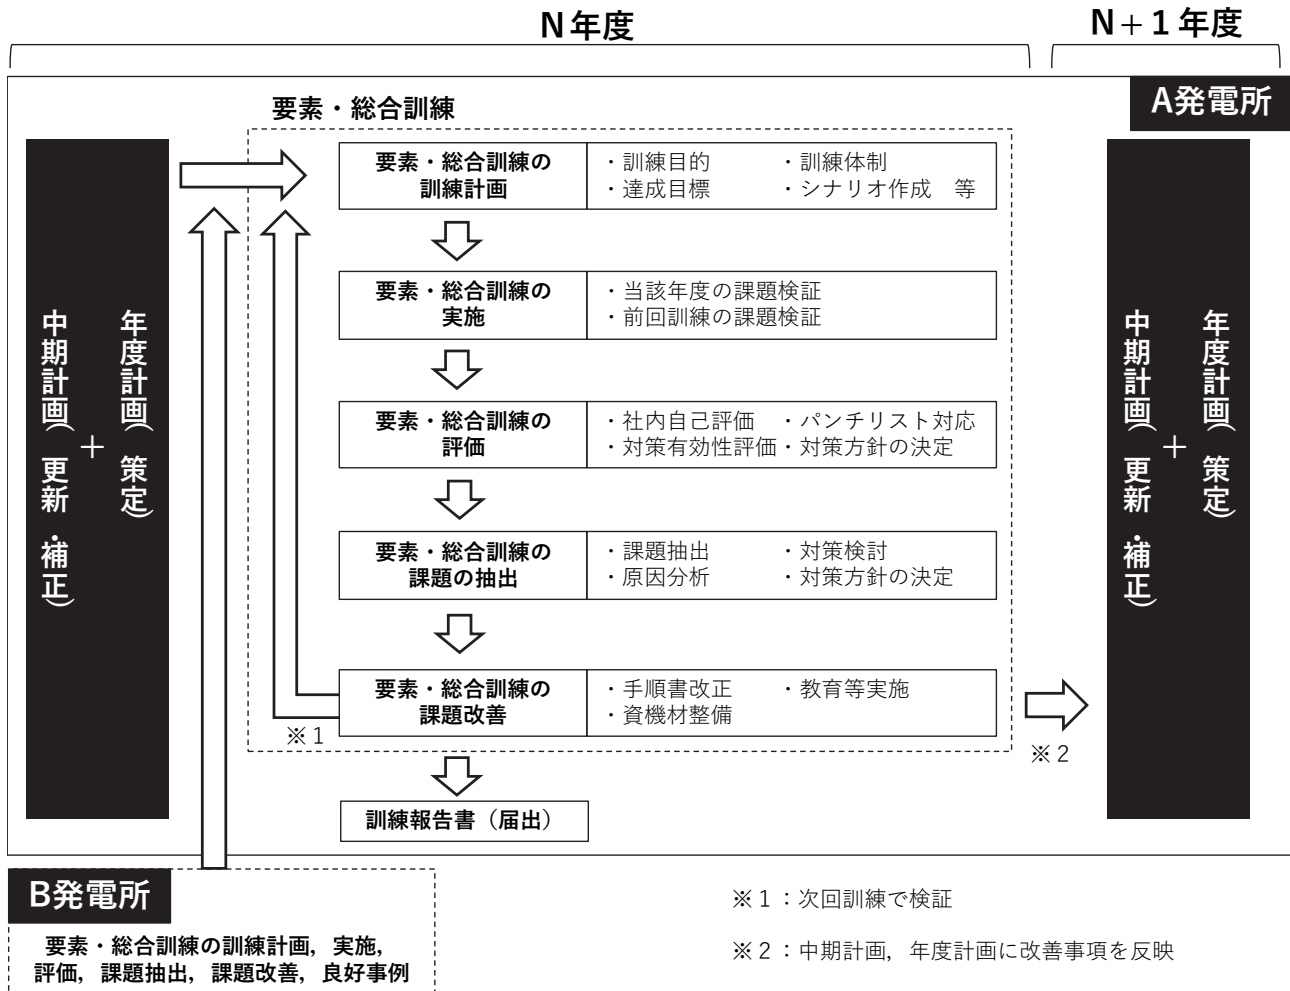 N年度
N＋1年度
A発電所
要素・総合訓練
中期計画（更新・補正）
＋
年度計画（策定）
要素・総合訓練の
訓練計画
・訓練目的
・訓練体制
・達成目標
・シナリオ作成　等
要素・総合訓練の
実施
・当該年度の課題検証
・前回訓練の課題検証
要素・総合訓練の
評価
・社内自己評価
・パンチリスト対応
・対策有効性評価
・対策方針の決定
要素・総合訓練の
課題の抽出
・課題抽出
・対策検討
・原因分析
・対策方針の決定
要素・総合訓練の
課題改善
・手順書改正
・教育等実施
・資機材整備
※1
※2
訓練報告書（届出）
中期計画（更新・補正）
＋
年度計画（策定）
B発電所
要素・総合訓練の訓練計画，実施，
評価，課題抽出，課題改善，良好事例
※1：次回訓練で検証
※2：中期計画，年度計画に改善事項を反映